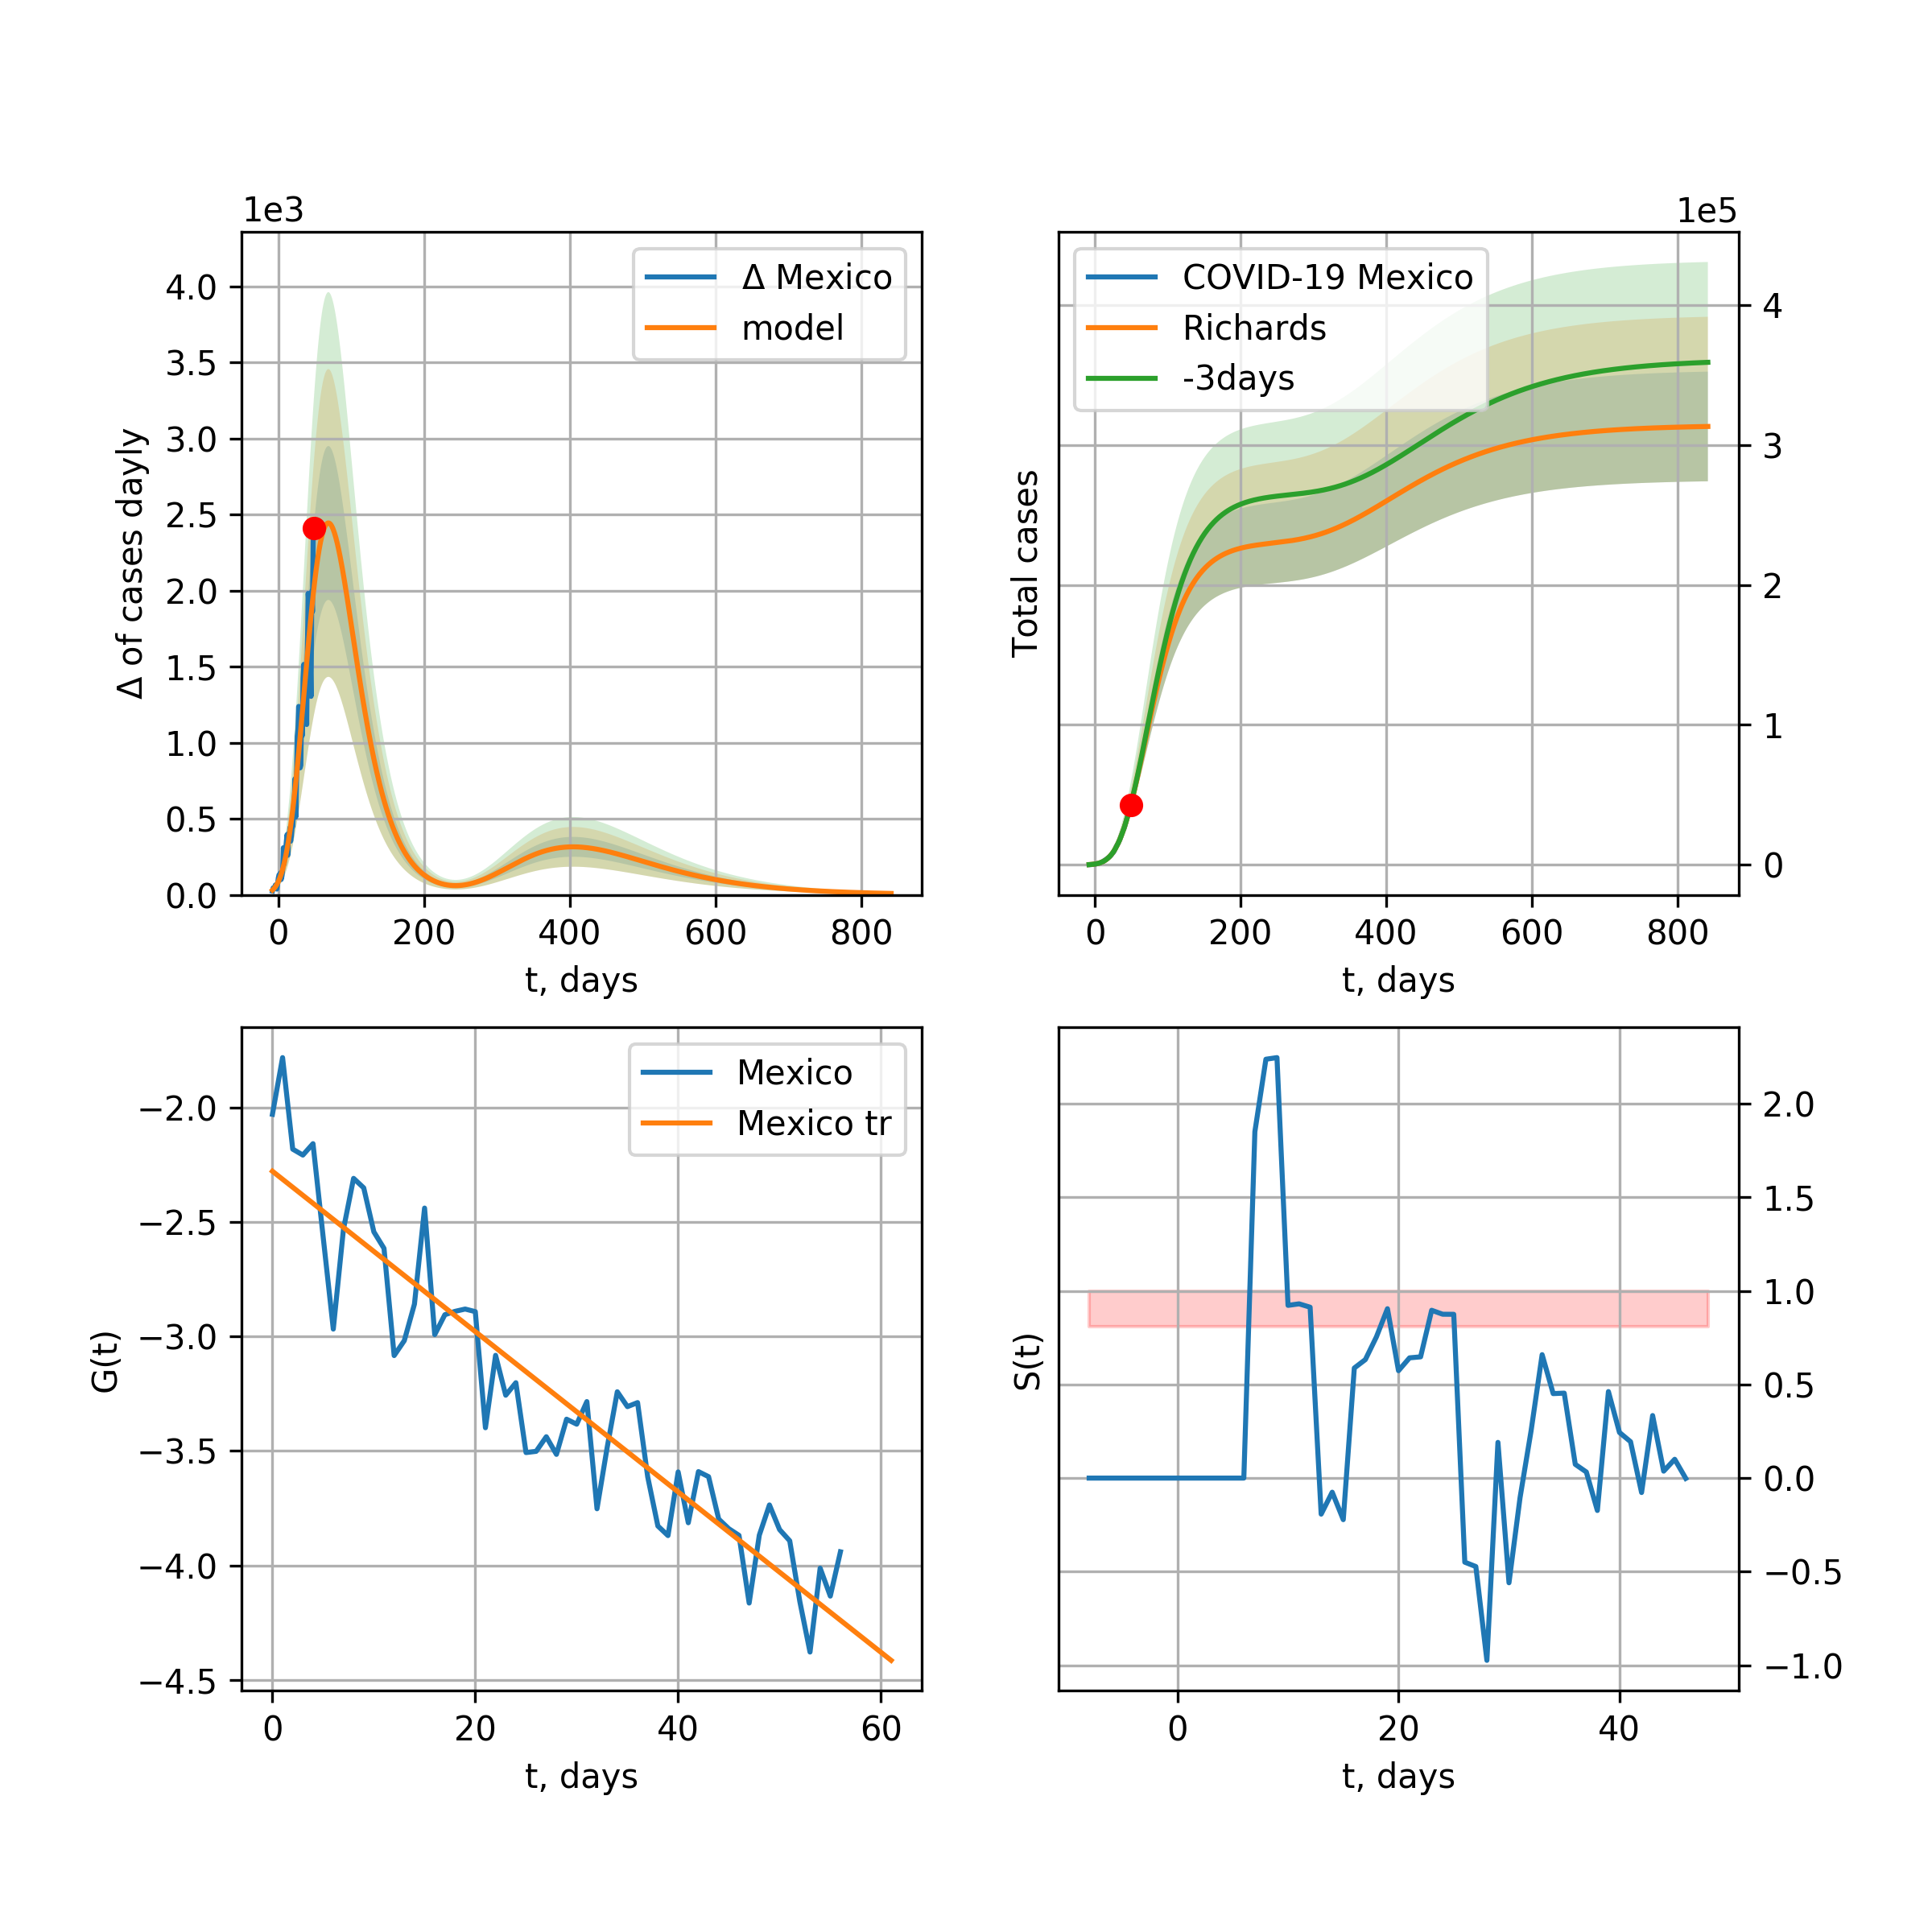 1e3
4.0
3.5
3.0
2.5
2.0
1.5
1.0
0.5
0.0
Δ of cases dayly
Δ Mexico
model
0 200 400 600 800
t, days
1e5
COVID-19 Mexico
Richards
-3days
Total cases
4
3
2
1
0
0 200 400 600 800
t, days
Mexico
Mexico tr
G(t)
−2.0
−2.5
−3.0
−3.5
−4.0
−4.5
0 20 40 60
t, days
S(t)
2.0
1.5
1.0
0.5
0.0
−0.5
−1.0
0 20 40
t, days